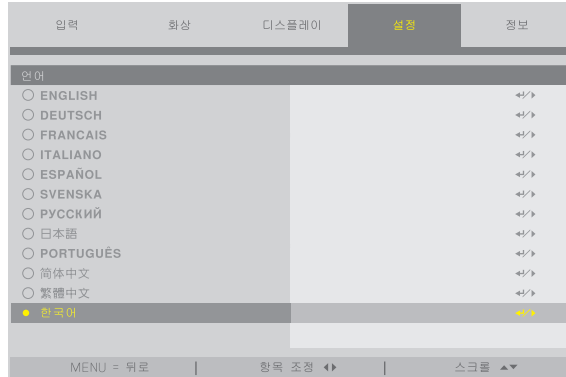 입력 화상 디스플레이 설정 정보
언어
ENGLISH
DEUTSCH
FRANCAIS
ITALIANO
ESPAÑOL
SVENSKA
РУССКИЙ
日本語
PORTUGUÊS
简体中文
繁體中文
한국어
MENU = 뒤로 | 항목 조정 | 스크롤